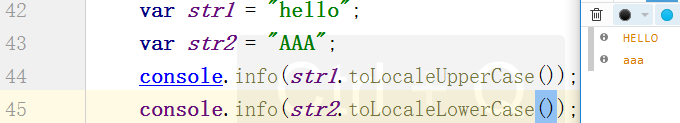 42 var str1 = "hello";
43 var str2 = "AAA";
44 console.info(str1.toLocaleUpperCase());
45 console.info(str2.toLocaleLowerCase());
HELLO
aaa